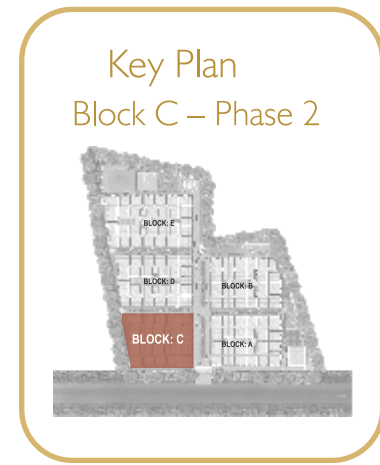 Key Plan
Block C – Phase 2
BLOCK: E
BLOCK: D
BLOCK: B
BLOCK: C
BLOCK: A